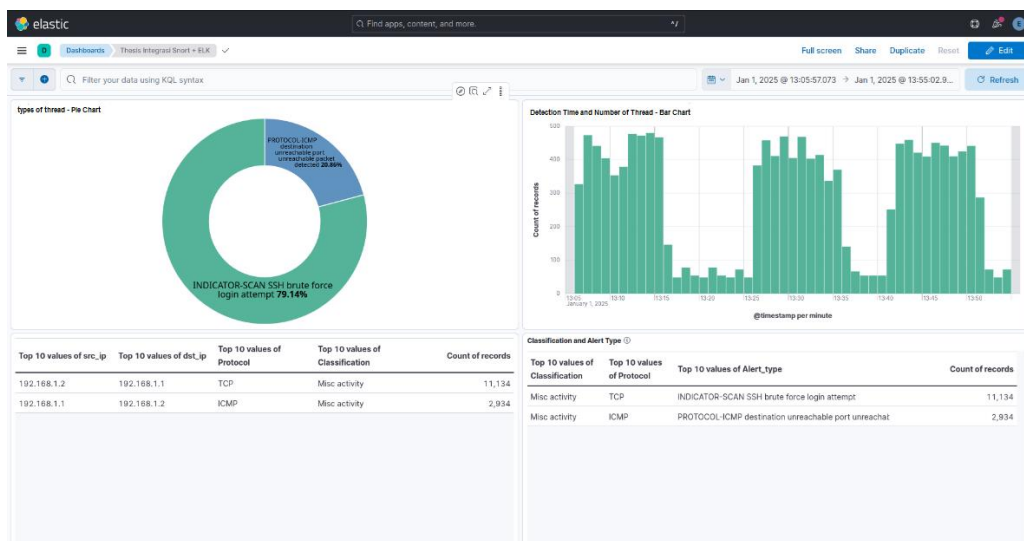 elastic
Find apps, content, and more.
^/
E
D
Dashboards
Thesis Integrasi Snort + ELK
Full screen
Share
Duplicate
Reset
Edit
Filter your data using KQL syntax
Jan 1, 2025 @ 13:05:57.073 → Jan 1, 2025 @ 13:55:02.9...
Refresh
types of thread - Pie Chart
PROTOCOL-ICMP
destination
unreachable port
unreachable packet
detected 20.86%
INDICATOR-SCAN SSH brute force
login attempt 79.14%
Detection Time and Number of Thread - Bar Chart
Count of records
500
400
300
200
100
0
13:05
January 1, 2025
13:10
13:15
13:20
13:25
13:30
13:35
13:40
13:45
13:50
@timestamp per minute
Top 10 values of src_ip Top 10 values of dst_ip Top 10 values of Protocol Top 10 values of Classification Count of records
192.168.1.2 192.168.1.1 TCP Misc activity 11,134
192.168.1.1 192.168.1.2 ICMP Misc activity 2,934
Classification and Alert Type
Top 10 values of Classification Top 10 values of Protocol Top 10 values of Alert_type Count of records
Misc activity TCP INDICATOR-SCAN SSH brute force login attempt 11,134
Misc activity ICMP PROTOCOL-ICMP destination unreachable port unreachat 2,934